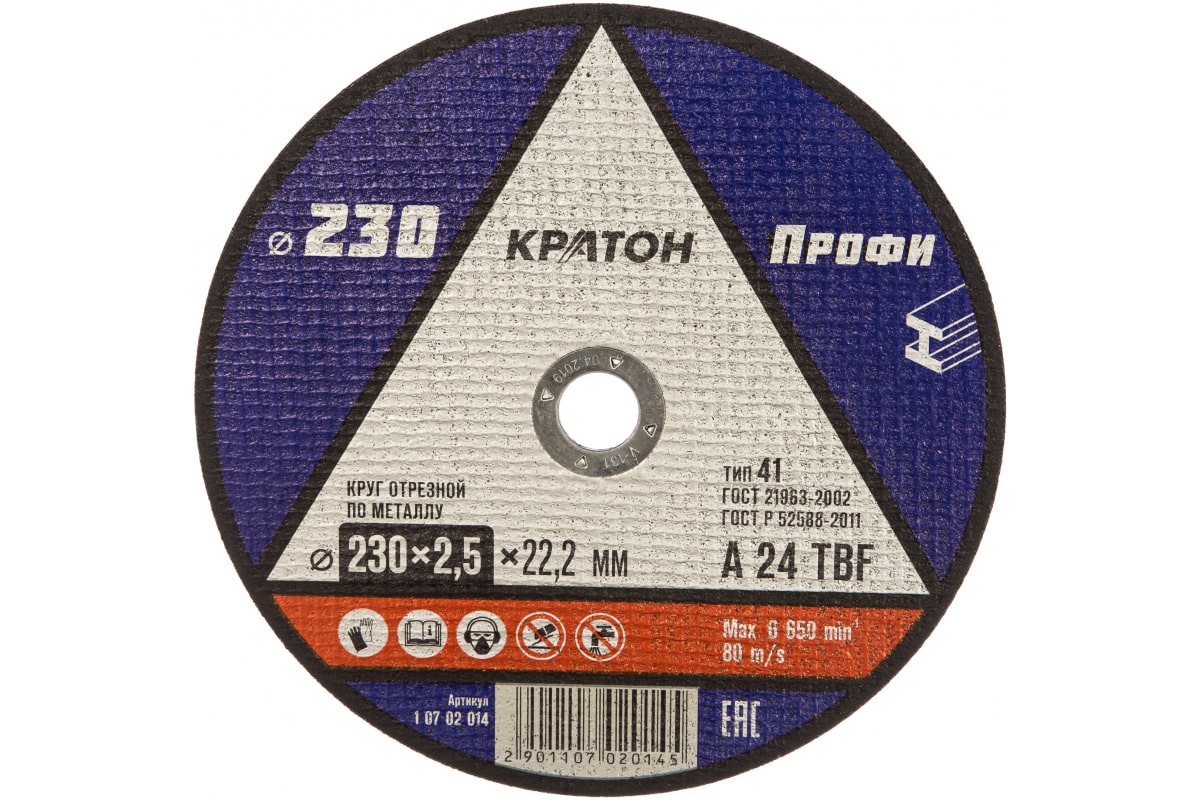 ⌀ 230
КРАТОН
ПРОФИ
04.2019
V-131
КРУГ ОТРЕЗНОЙ
ПО МЕТАЛЛУ
⌀ 230×2,5 ×22,2 ММ
ТИП 41
ГОСТ 21963-2002
ГОСТ Р 52588-2011
A 24 TBF
Max 6 650 min⁻¹
80 m/s
Артикул
1 07 02 014
2 901107 020145
EAC